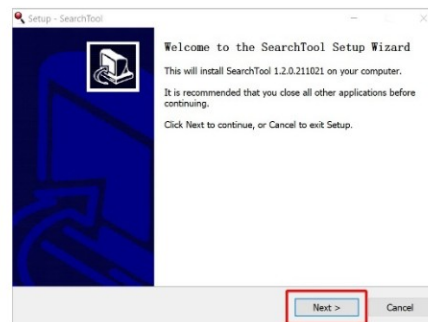 Setup - SearchTool
Welcome to the SearchTool Setup Wizard
This will install SearchTool 1.2.0.211021 on your computer.
It is recommended that you close all other applications before
continuing.
Click Next to continue, or Cancel to exit Setup.
Next >
Cancel